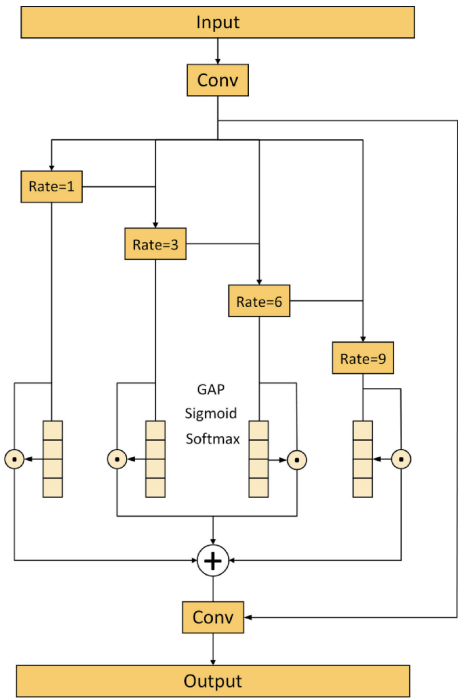 Input
Conv
Rate=1
Rate=3
Rate=6
Rate=9
GAP
Sigmoid
Softmax
Conv
Output